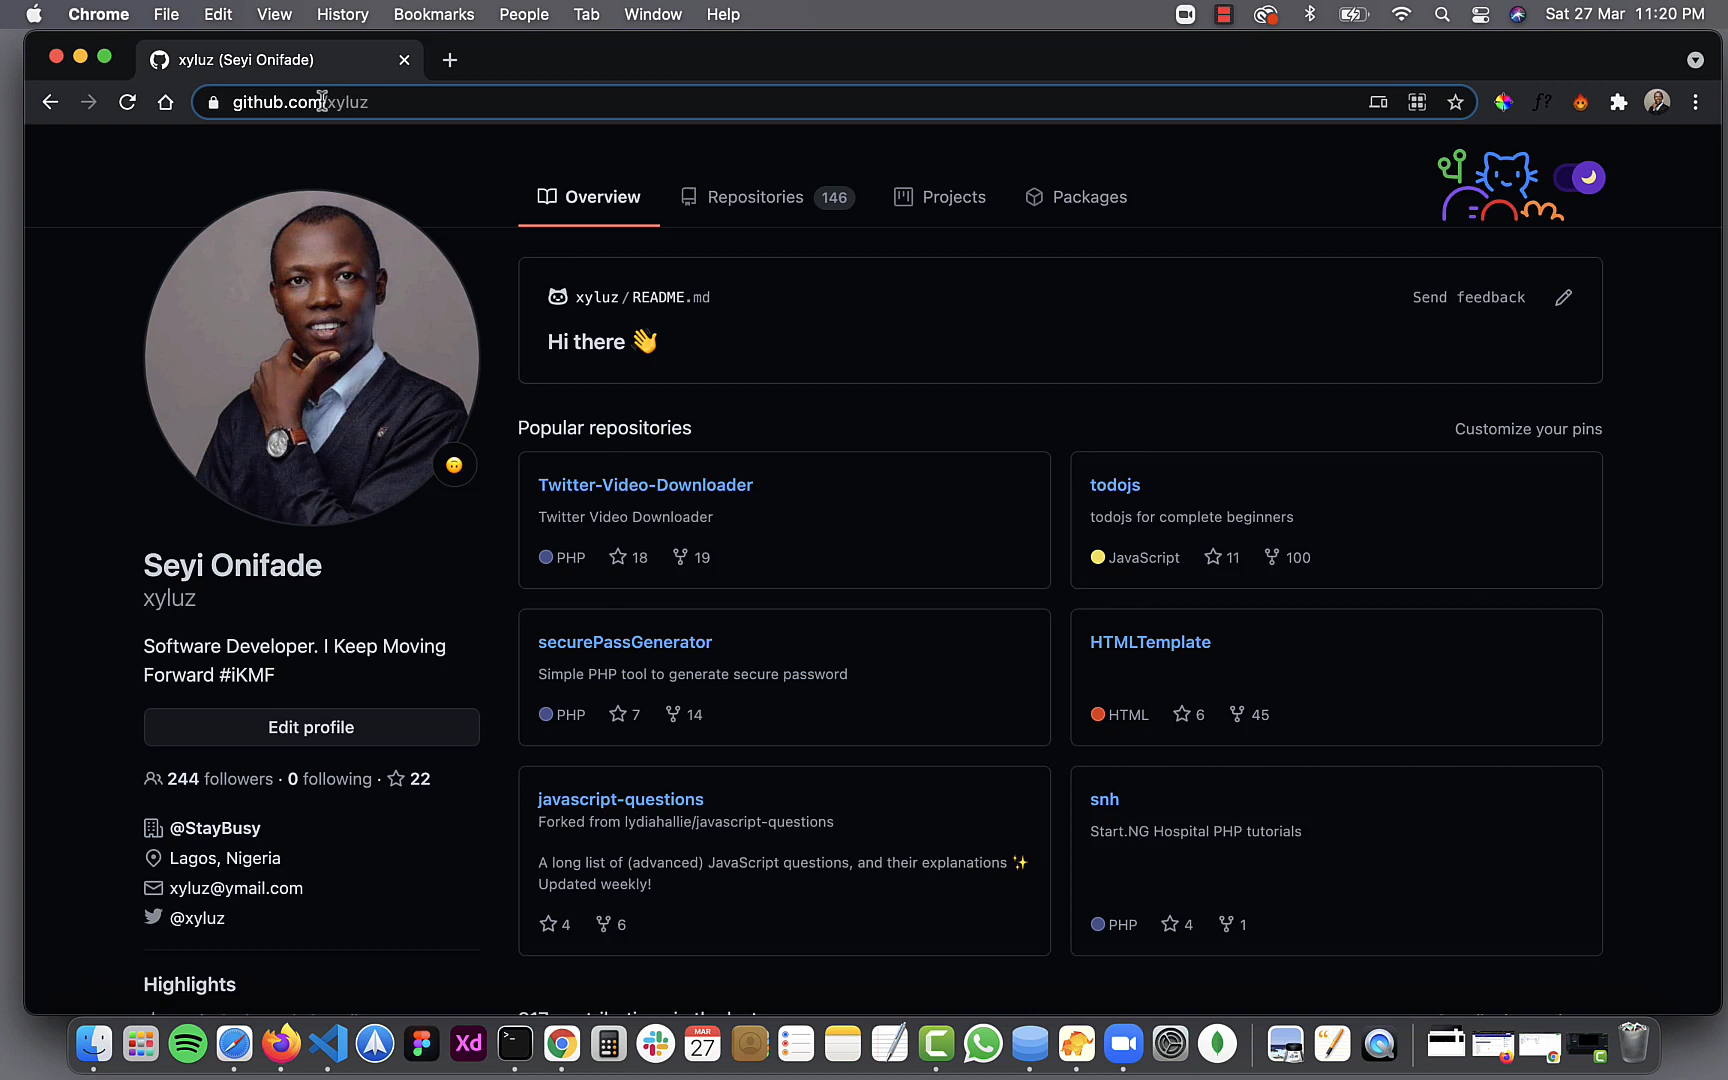 Chrome File Edit View History Bookmarks People Tab Window Help
Sat 27 Mar 11:20 PM
xyluz (Seyi Onifade)
github.com/xyluz
f?
Overview
Repositories 146
Projects
Packages
xyluz/README.md
Send feedback
Hi there 👋
Popular repositories
Customize your pins
Twitter-Video-Downloader
Twitter Video Downloader
PHP 18 19
todojs
todojs for complete beginners
JavaScript 11 100
securePassGenerator
Simple PHP tool to generate secure password
PHP 7 14
HTMLTemplate
HTML 6 45
javascript-questions
Forked from lydiahallie/javascript-questions
A long list of (advanced) JavaScript questions, and their explanations ✨
Updated weekly!
4 6
snh
Start.NG Hospital PHP tutorials
PHP 4 1
Seyi Onifade
xyluz
Software Developer. I Keep Moving
Forward #iKMF
Edit profile
244 followers · 0 following · 22
@StayBusy
Lagos, Nigeria
xyluz@ymail.com
@xyluz
Highlights
Xd
MAR
27